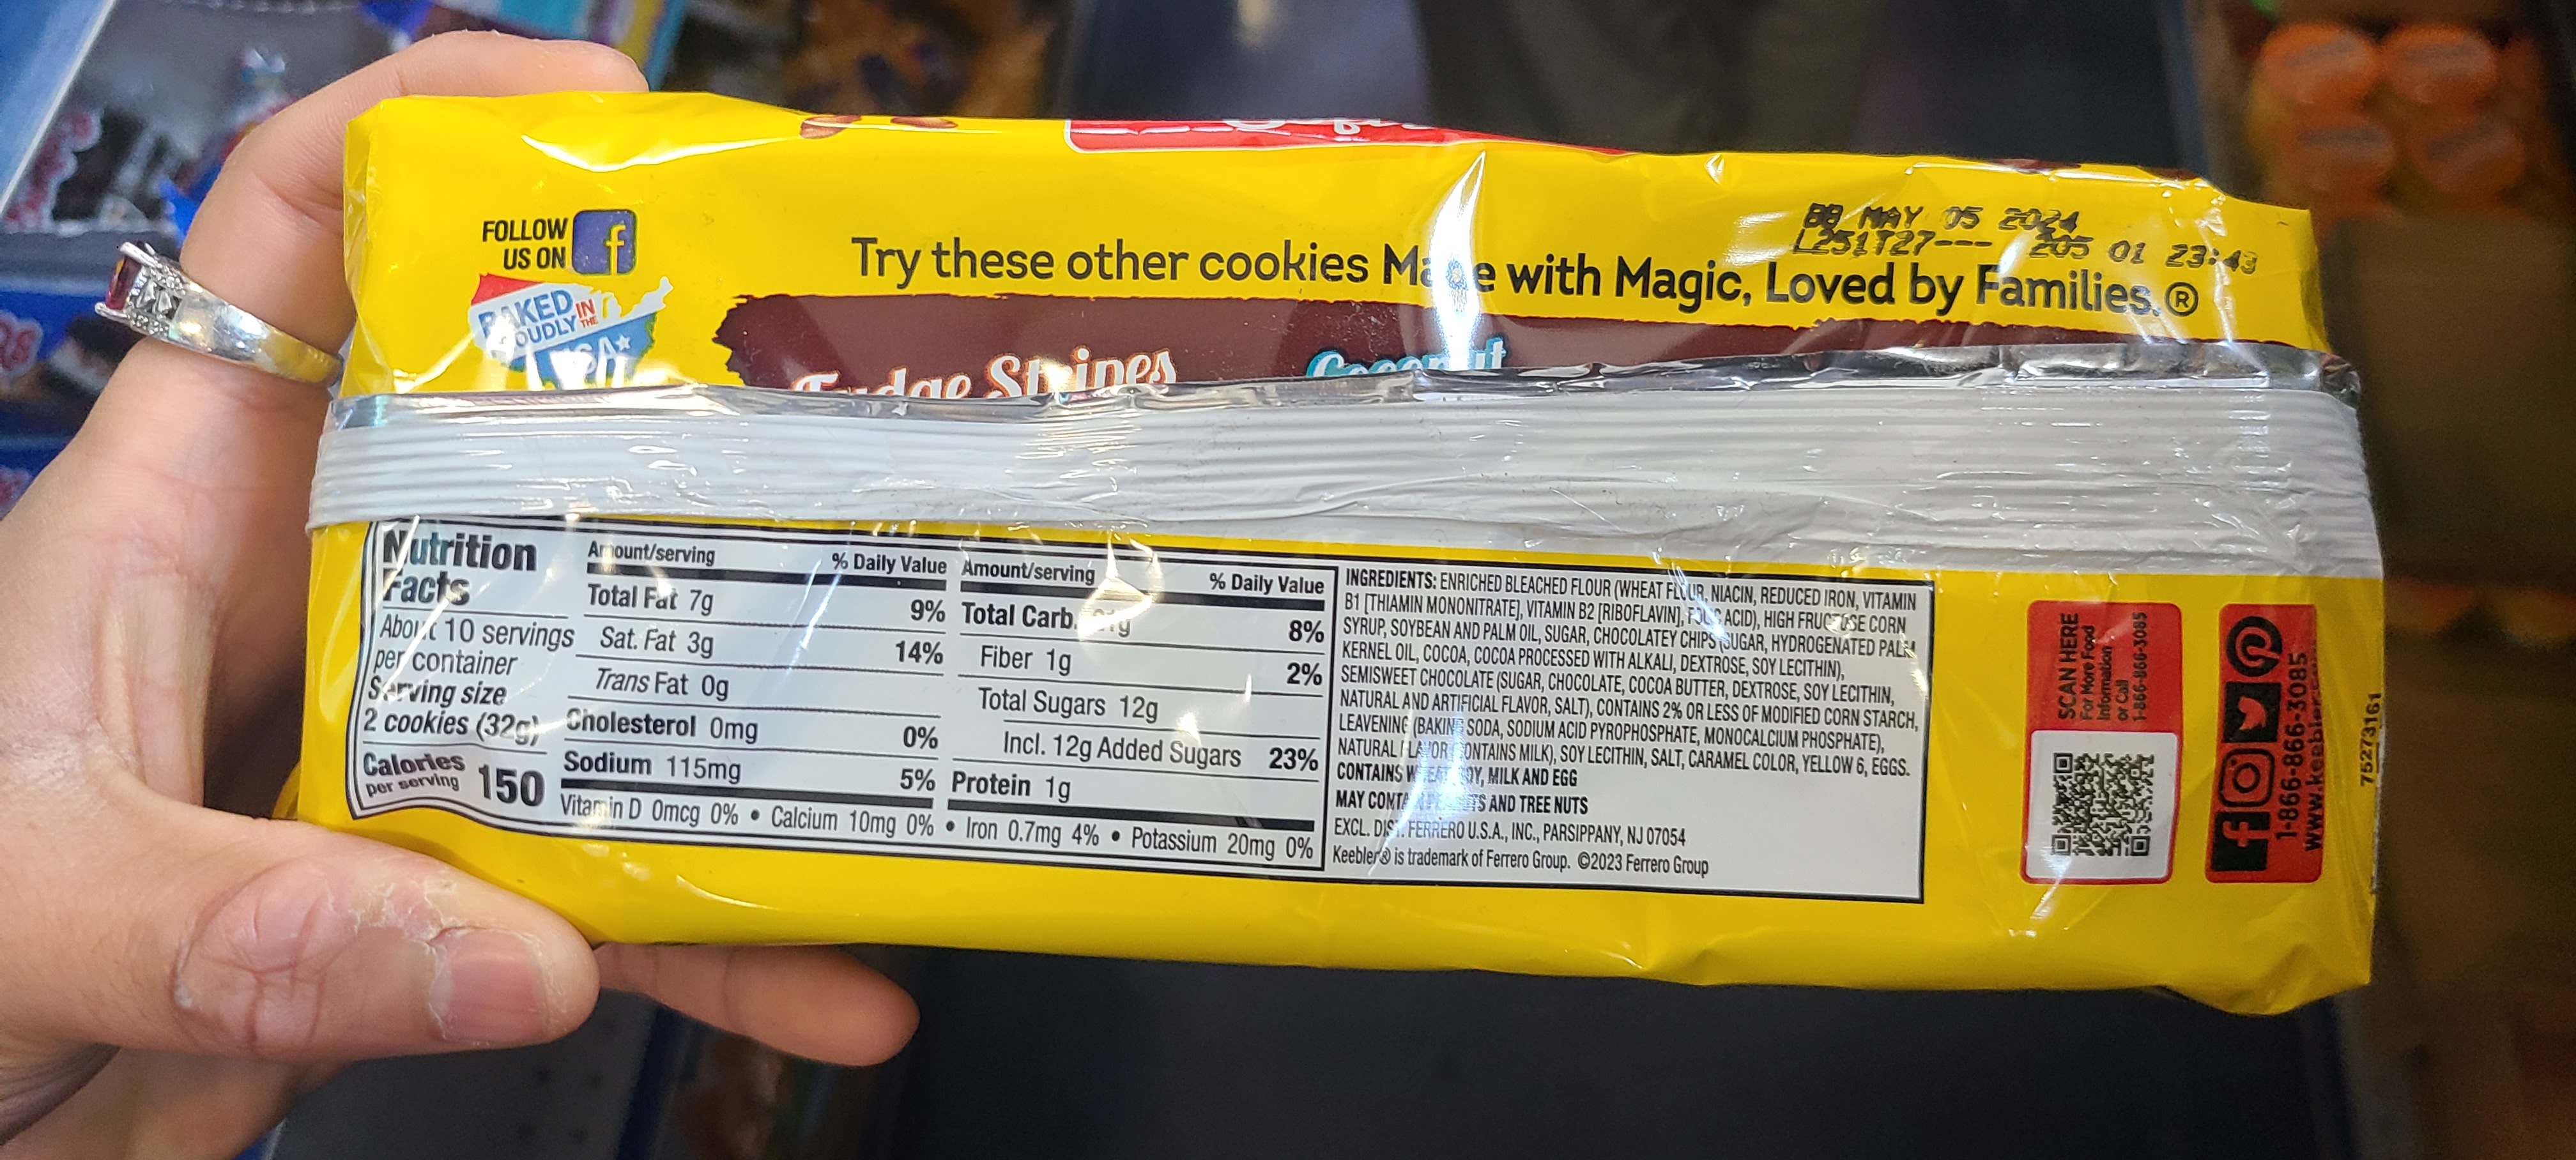 FOLLOW
US ON f
BAKED IN
PROUDLY THE
USA
Try these other cookies Made with Magic, Loved by Families.®
BB MAY 05 2024
L351T27--- 205 01 23:43
Fudge Stripes
Coconut
Nutrition
Facts
About 10 servings
per container
Serving size
2 cookies (32g)
Calories 150
per serving
Amount/serving % Daily Value
Total Fat 7g 9%
Sat. Fat 3g 14%
Trans Fat 0g
Cholesterol 0mg 0%
Sodium 115mg 5%
Amount/serving % Daily Value
Total Carb. 8%
Fiber 1g 2%
Total Sugars 12g
Incl. 12g Added Sugars 23%
Protein 1g
Vitamin D 0mcg 0% • Calcium 10mg 0% • Iron 0.7mg 4% • Potassium 20mg 0%
INGREDIENTS: ENRICHED BLEACHED FLOUR (WHEAT FLOUR, NIACIN, REDUCED IRON, VITAMIN
B1 [THIAMIN MONONITRATE], VITAMIN B2 [RIBOFLAVIN], FOLIC ACID), HIGH FRUCTOSE CORN
SYRUP, SOYBEAN AND PALM OIL, SUGAR, CHOCOLATEY CHIPS (SUGAR, HYDROGENATED PALM
KERNEL OIL, COCOA, COCOA PROCESSED WITH ALKALI, DEXTROSE, SOY LECITHIN),
SEMISWEET CHOCOLATE (SUGAR, CHOCOLATE, COCOA BUTTER, DEXTROSE, SOY LECITHIN,
NATURAL AND ARTIFICIAL FLAVOR, SALT), CONTAINS 2% OR LESS OF MODIFIED CORN STARCH,
LEAVENING (BAKING SODA, SODIUM ACID PYROPHOSPHATE, MONOCALCIUM PHOSPHATE),
NATURAL FLAVOR (CONTAINS MILK), SOY LECITHIN, SALT, CARAMEL COLOR, YELLOW 6, EGGS.
CONTAINS WHEAT, SOY, MILK AND EGG
MAY CONTAIN PEANUTS AND TREE NUTS
EXCL. DIST. FERRERO U.S.A., INC., PARSIPPANY, NJ 07054
Keebler® is trademark of Ferrero Group. ©2023 Ferrero Group
SCAN HERE
For More Food
Information
or Call
1-866-866-3085
1-866-866-3085
www.keebler.com
75273161